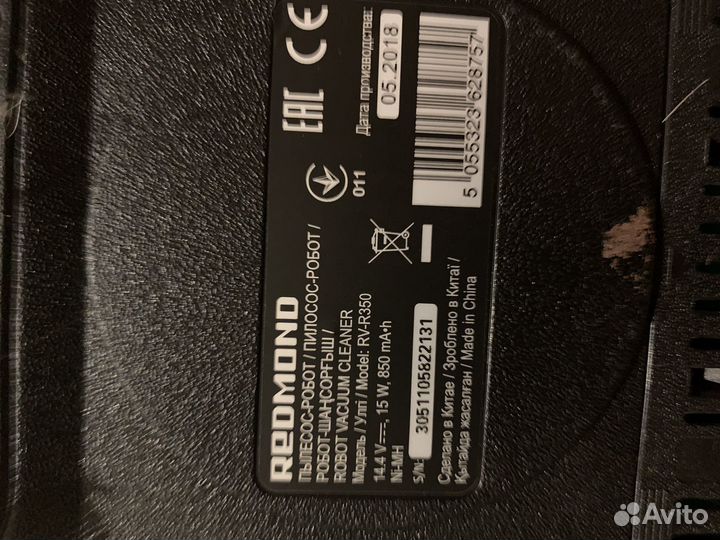 REDMOND
ПЫЛЕСОС-РОБОТ / ПИЛОСОС-РОБОТ /
РОБОТ-ШАҢСОРҒЫШ /
ROBOT VACUUM CLEANER
Модель / Улгі / Model: RV-R350
14.4 V⎓, 15 W, 850 mA•h
Ni-MH
S/N: 3051105822131
Сделано в Китае / Зроблено в Китаї /
Қытайда жасалған / Made in China
011
EAC CE
Дата производства:
05.2018
5 055323 628757
Avito